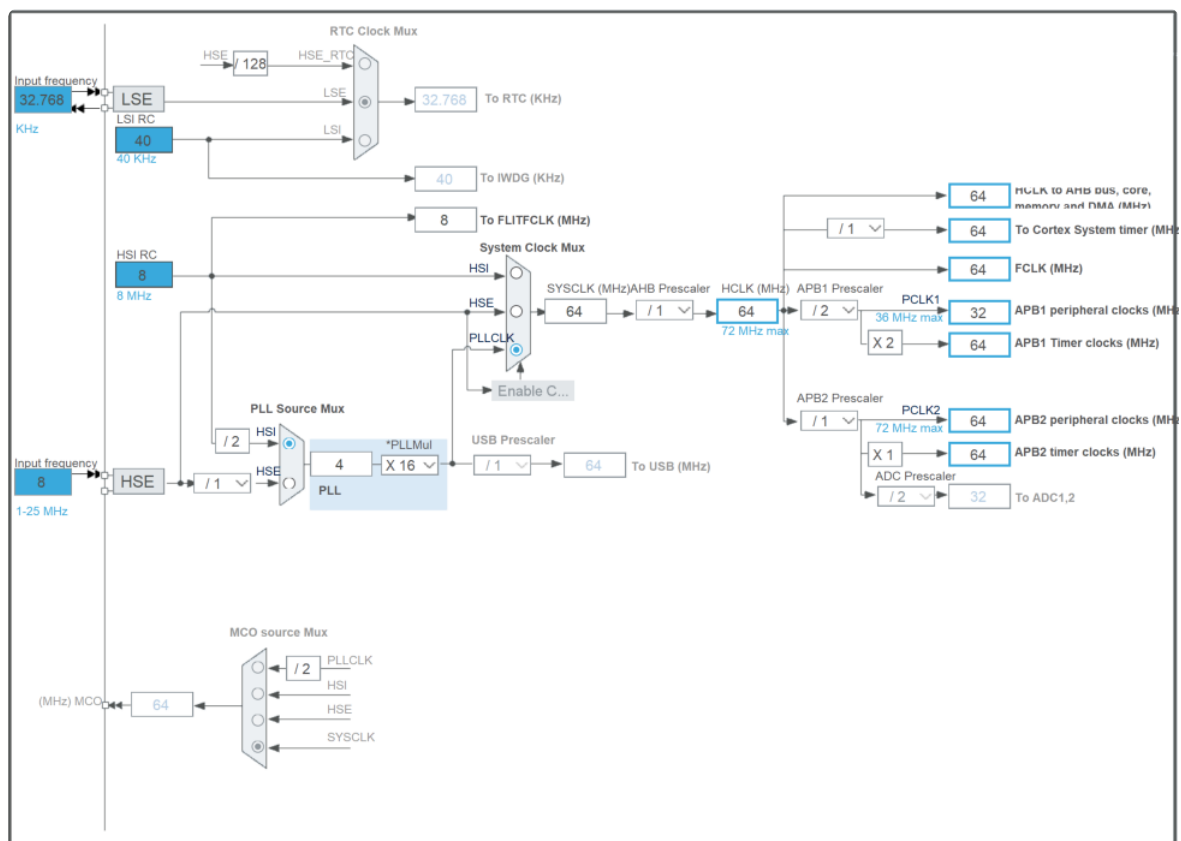 RTC Clock Mux
HSE
/ 128
HSE_RTC
Input frequency
32.768
KHz
LSE
LSE
32.768
To RTC (KHz)
LSI RC
40
40 KHz
LSI
40
To IWDG (KHz)
8
To FLITFCLK (MHz)
HSI RC
8
8 MHz
System Clock Mux
HSI
HSE
PLLCLK
Enable C...
SYSCLK (MHz)
64
AHB Prescaler
/ 1
HCLK (MHz)
64
72 MHz max
64
HCLK to AHB bus, core,
memory and DMA (MHz)
/ 1
64
To Cortex System timer (MHz
64
FCLK (MHz)
APB1 Prescaler
/ 2
PCLK1
36 MHz max
32
APB1 peripheral clocks (MHz
X 2
64
APB1 Timer clocks (MHz)
APB2 Prescaler
/ 1
PCLK2
72 MHz max
64
APB2 peripheral clocks (MHz
X 1
64
APB2 timer clocks (MHz)
ADC Prescaler
/ 2
32
To ADC1,2
PLL Source Mux
/ 2
HSI
Input frequency
8
1-25 MHz
HSE
/ 1
HSE
4
*PLLMul
X 16
PLL
USB Prescaler
/ 1
64
To USB (MHz)
MCO source Mux
/ 2
PLLCLK
HSI
HSE
SYSCLK
(MHz) MCO
64